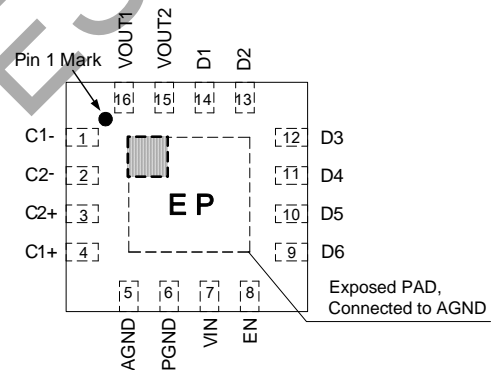 VOUT1 VOUT2 D1 D2
Pin 1 Mark
16 15 14 13
C1- 1 12 D3
C2- 2 11 D4
EP
C2+ 3 10 D5
C1+ 4 9 D6
5 6 7 8
AGND PGND VIN EN
Exposed PAD,
Connected to AGND